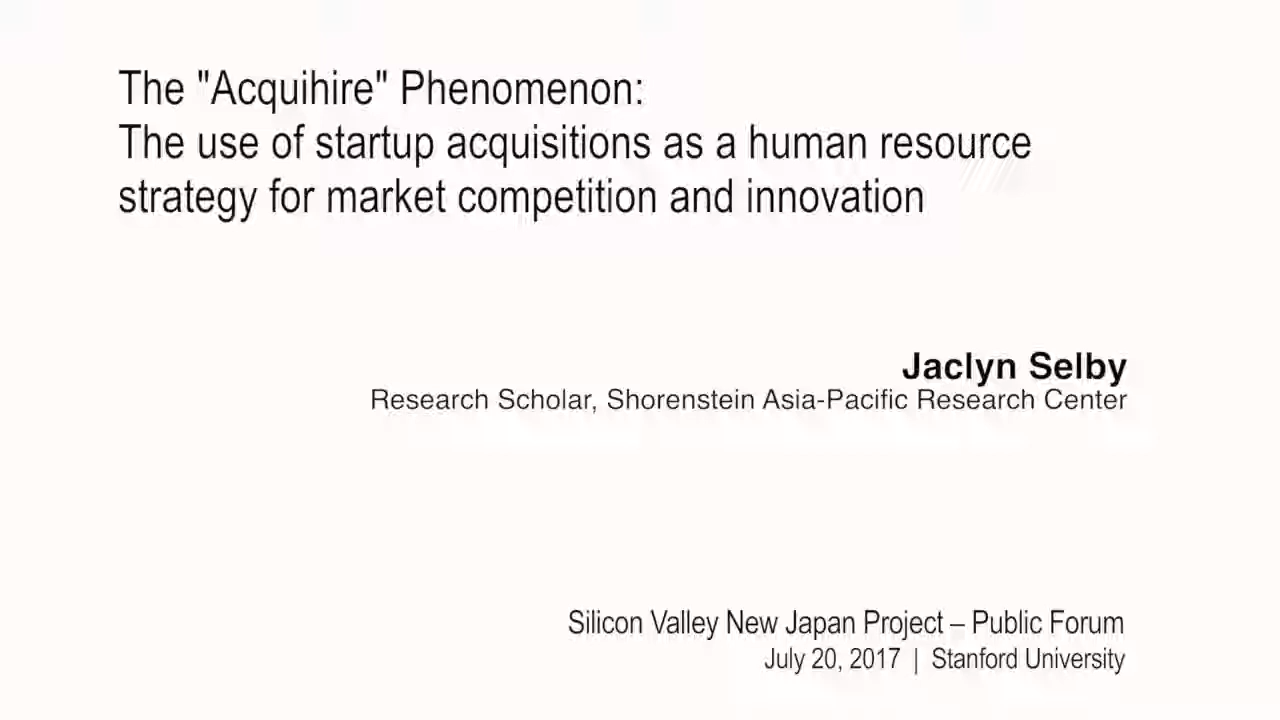 The "Acquihire" Phenomenon:
The use of startup acquisitions as a human resource
strategy for market competition and innovation
Jaclyn Selby
Research Scholar, Shorenstein Asia-Pacific Research Center
Silicon Valley New Japan Project – Public Forum
July 20, 2017 | Stanford University